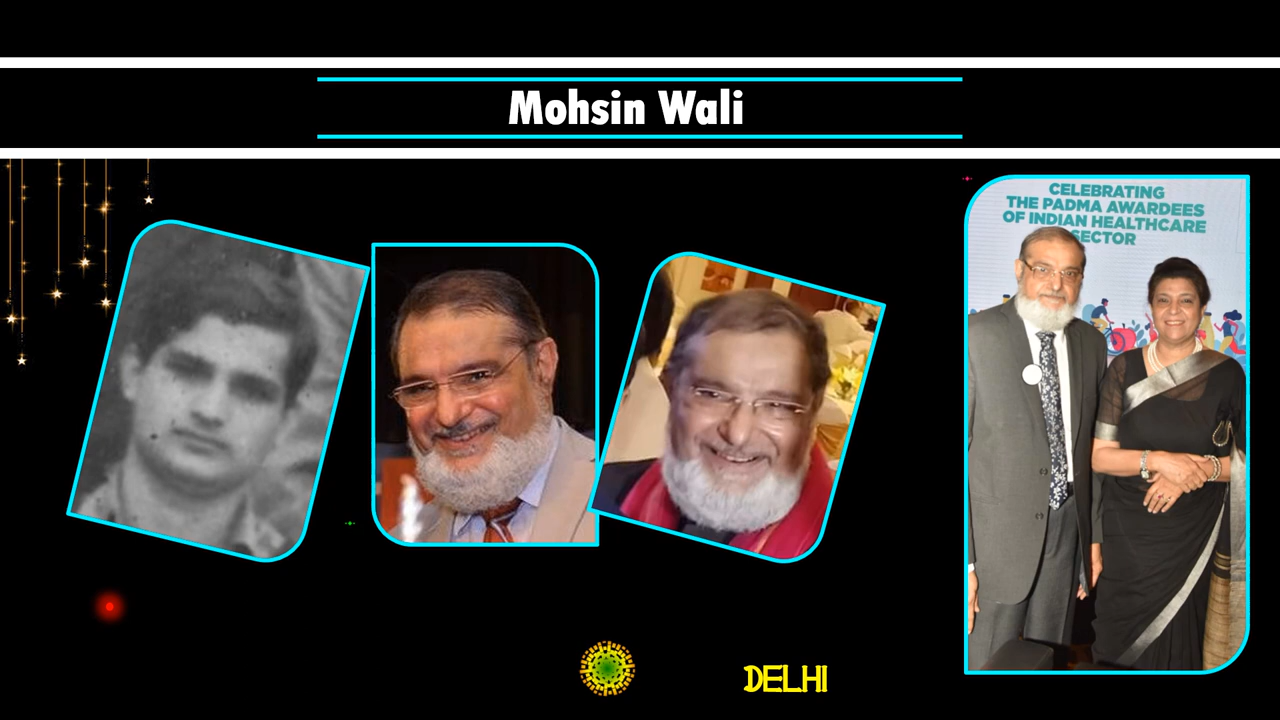 Mohsin Wali
CELEBRATING
THE PADMA AWARDEES
OF INDIAN HEALTHCARE
SECTOR
DELHI